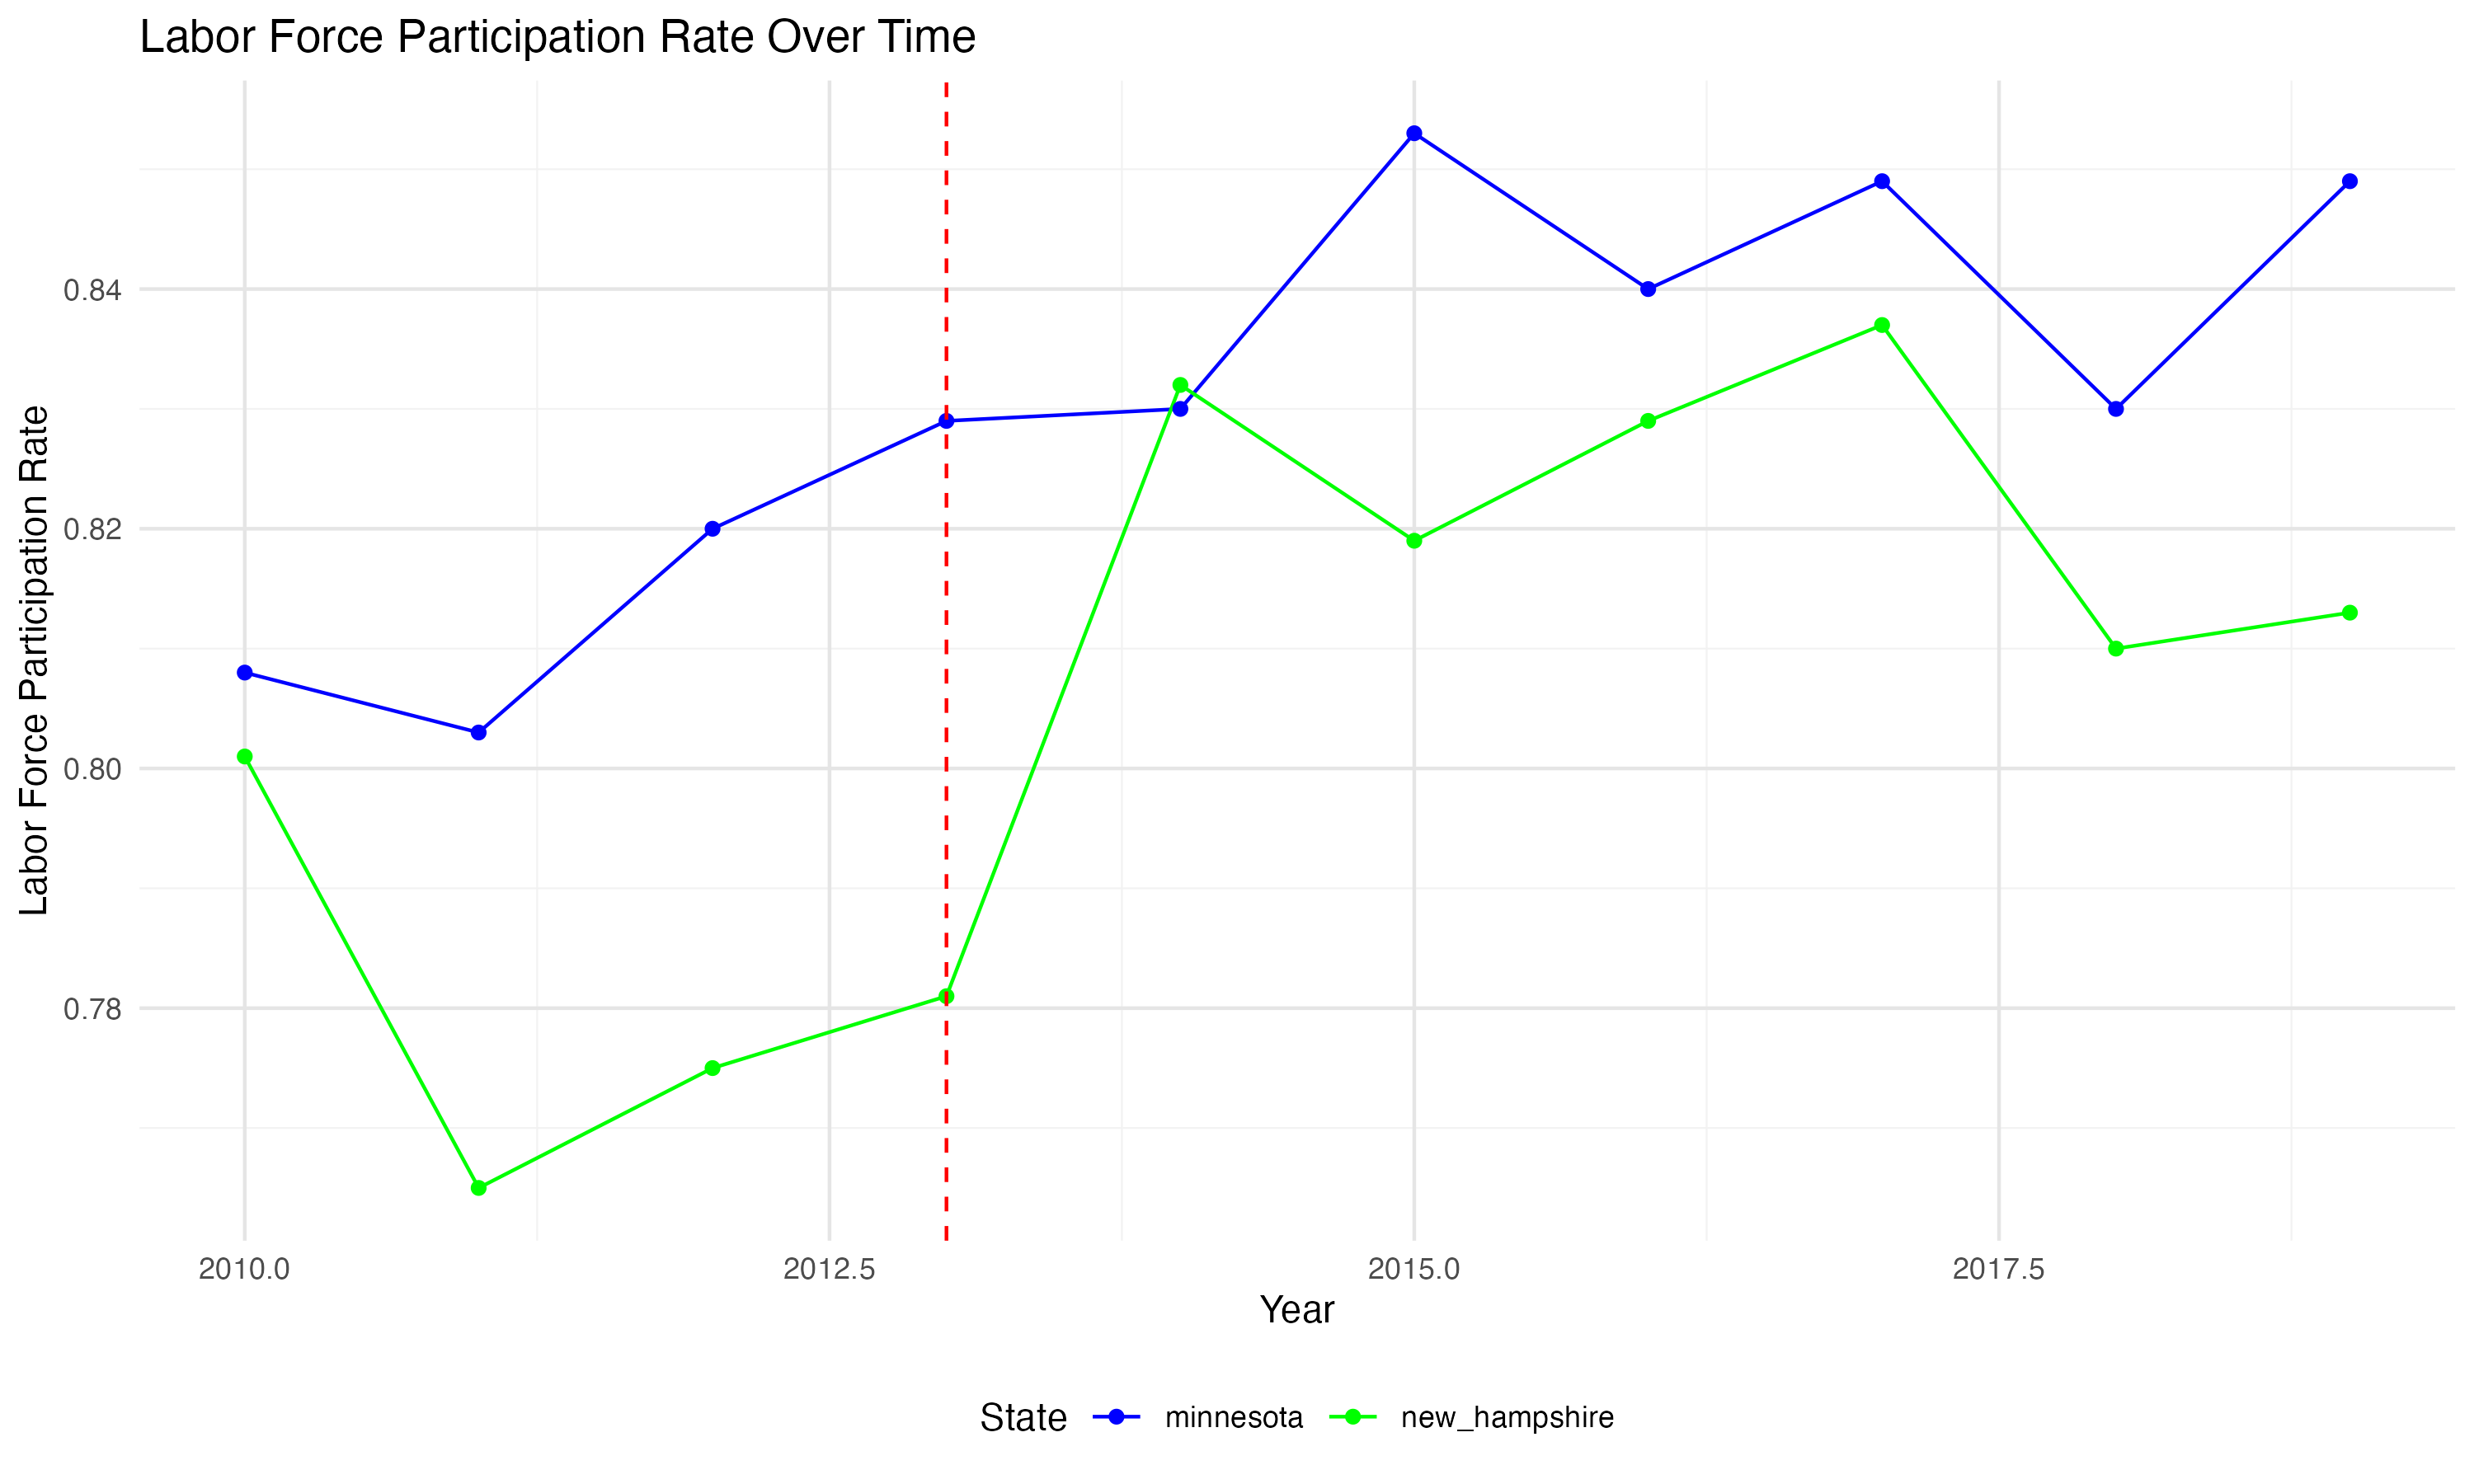 Labor Force Participation Rate Over Time
Labor Force Participation Rate
0.84
0.82
0.80
0.78
2010.0 2012.5 2015.0 2017.5
Year
State minnesota new_hampshire